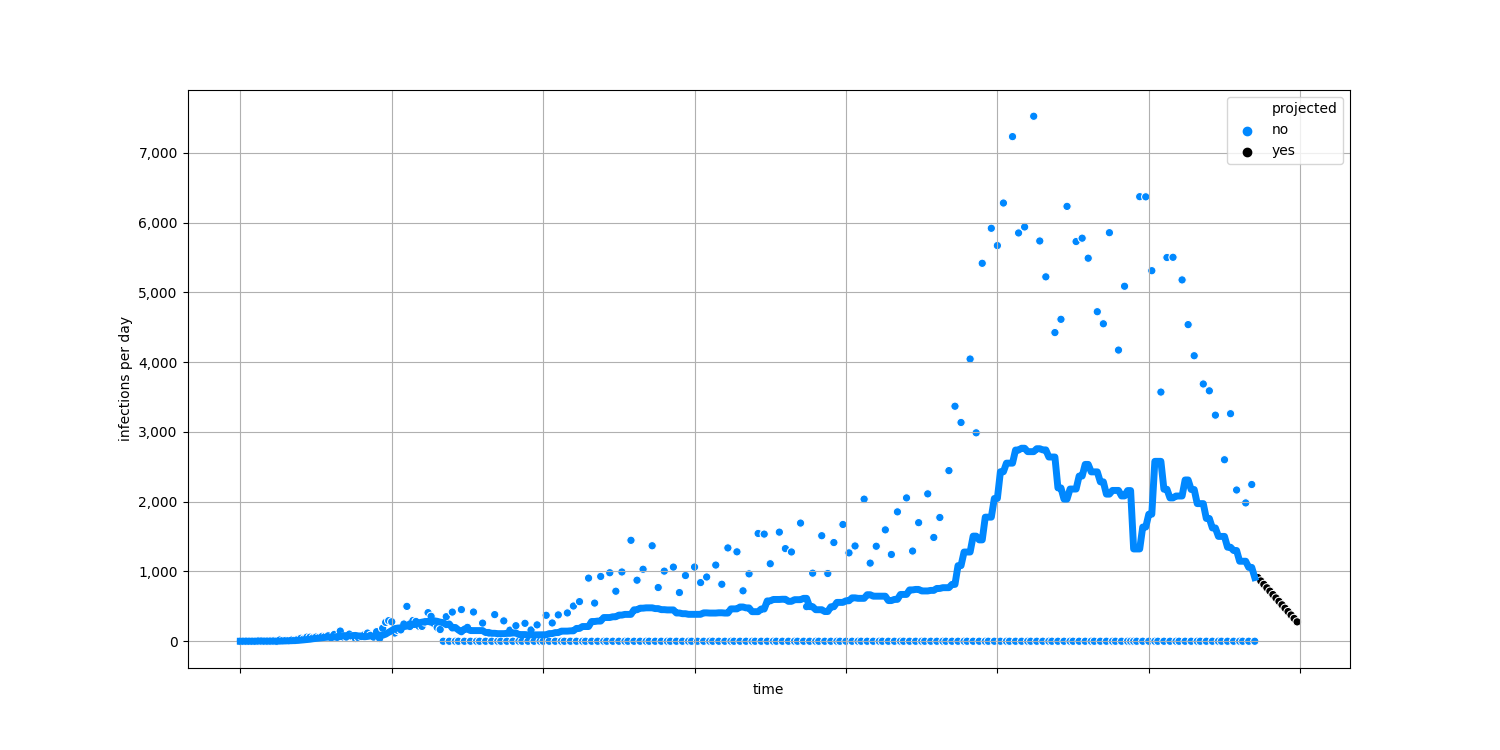 projected
no
yes
7,000
6,000
5,000
4,000
3,000
2,000
1,000
0
infections per day
time